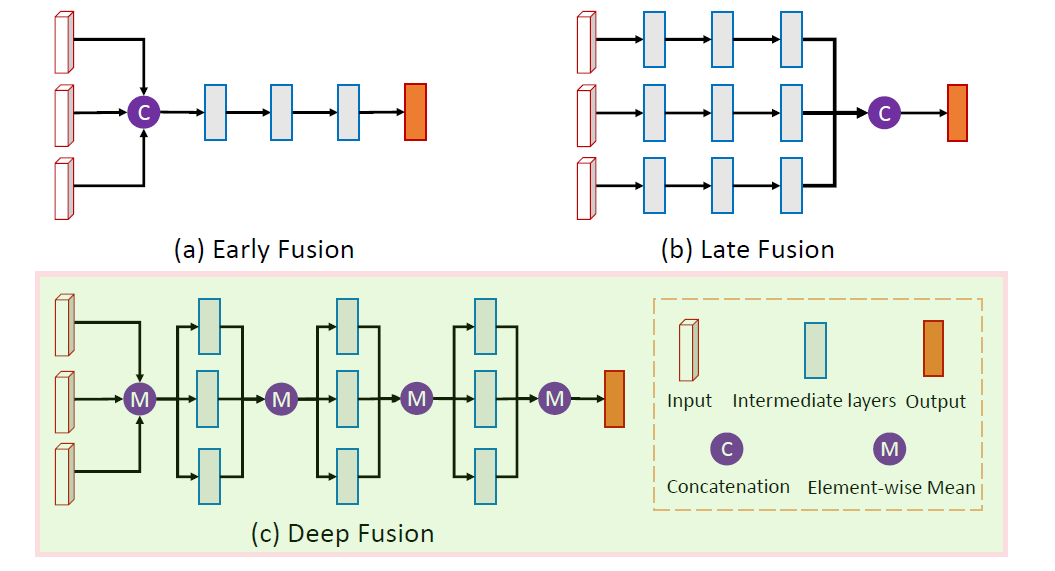 C
C
(a) Early Fusion
(b) Late Fusion
M
M
M
M
(c) Deep Fusion
Input
Intermediate layers
Output
C
M
Concatenation
Element-wise Mean